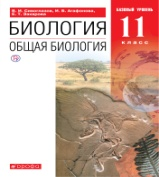 В. И. Сивоглазов, И. Б. Агафонова,
Е. Т. Захарова
БАЗОВЫЙ УРОВЕНЬ
БИОЛОГИЯ
ОБЩАЯ БИОЛОГИЯ
11
КЛАСС
дрофа